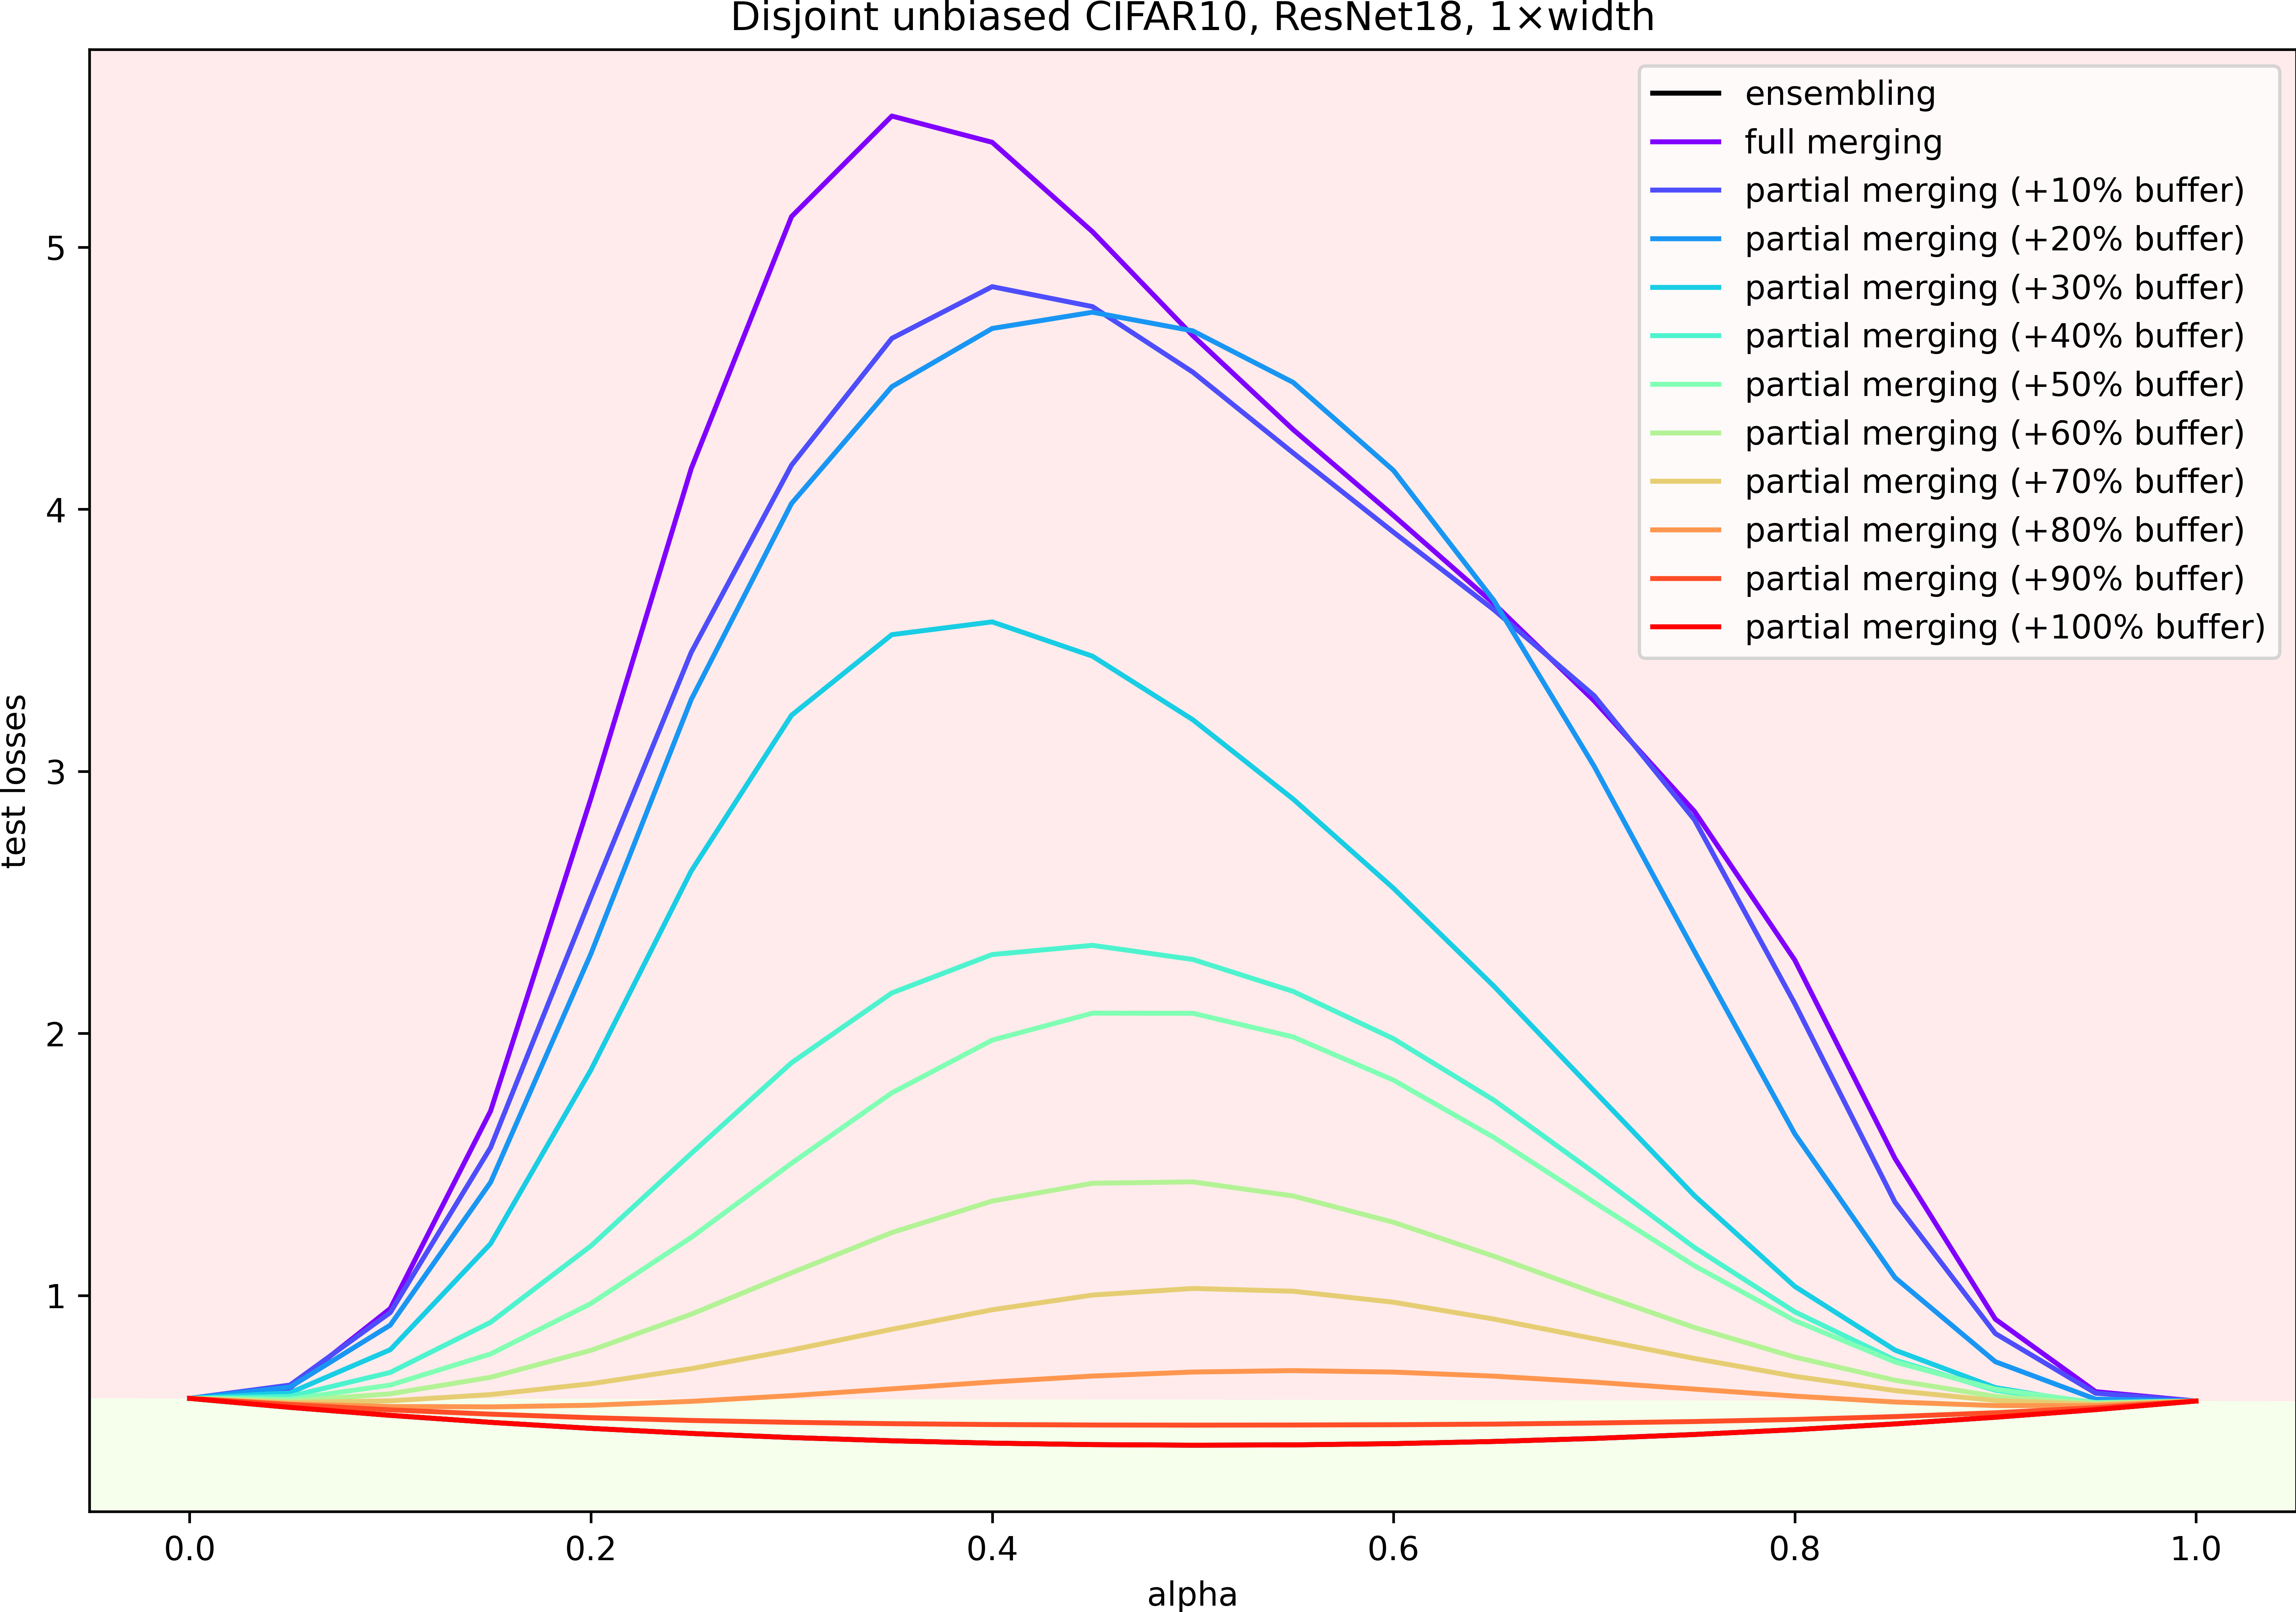 Disjoint unbiased CIFAR10, ResNet18, 1×width
ensembling
full merging
partial merging (+10% buffer)
partial merging (+20% buffer)
partial merging (+30% buffer)
partial merging (+40% buffer)
partial merging (+50% buffer)
partial merging (+60% buffer)
partial merging (+70% buffer)
partial merging (+80% buffer)
partial merging (+90% buffer)
partial merging (+100% buffer)
test losses
5
4
3
2
1
0.0 0.2 0.4 0.6 0.8 1.0
alpha